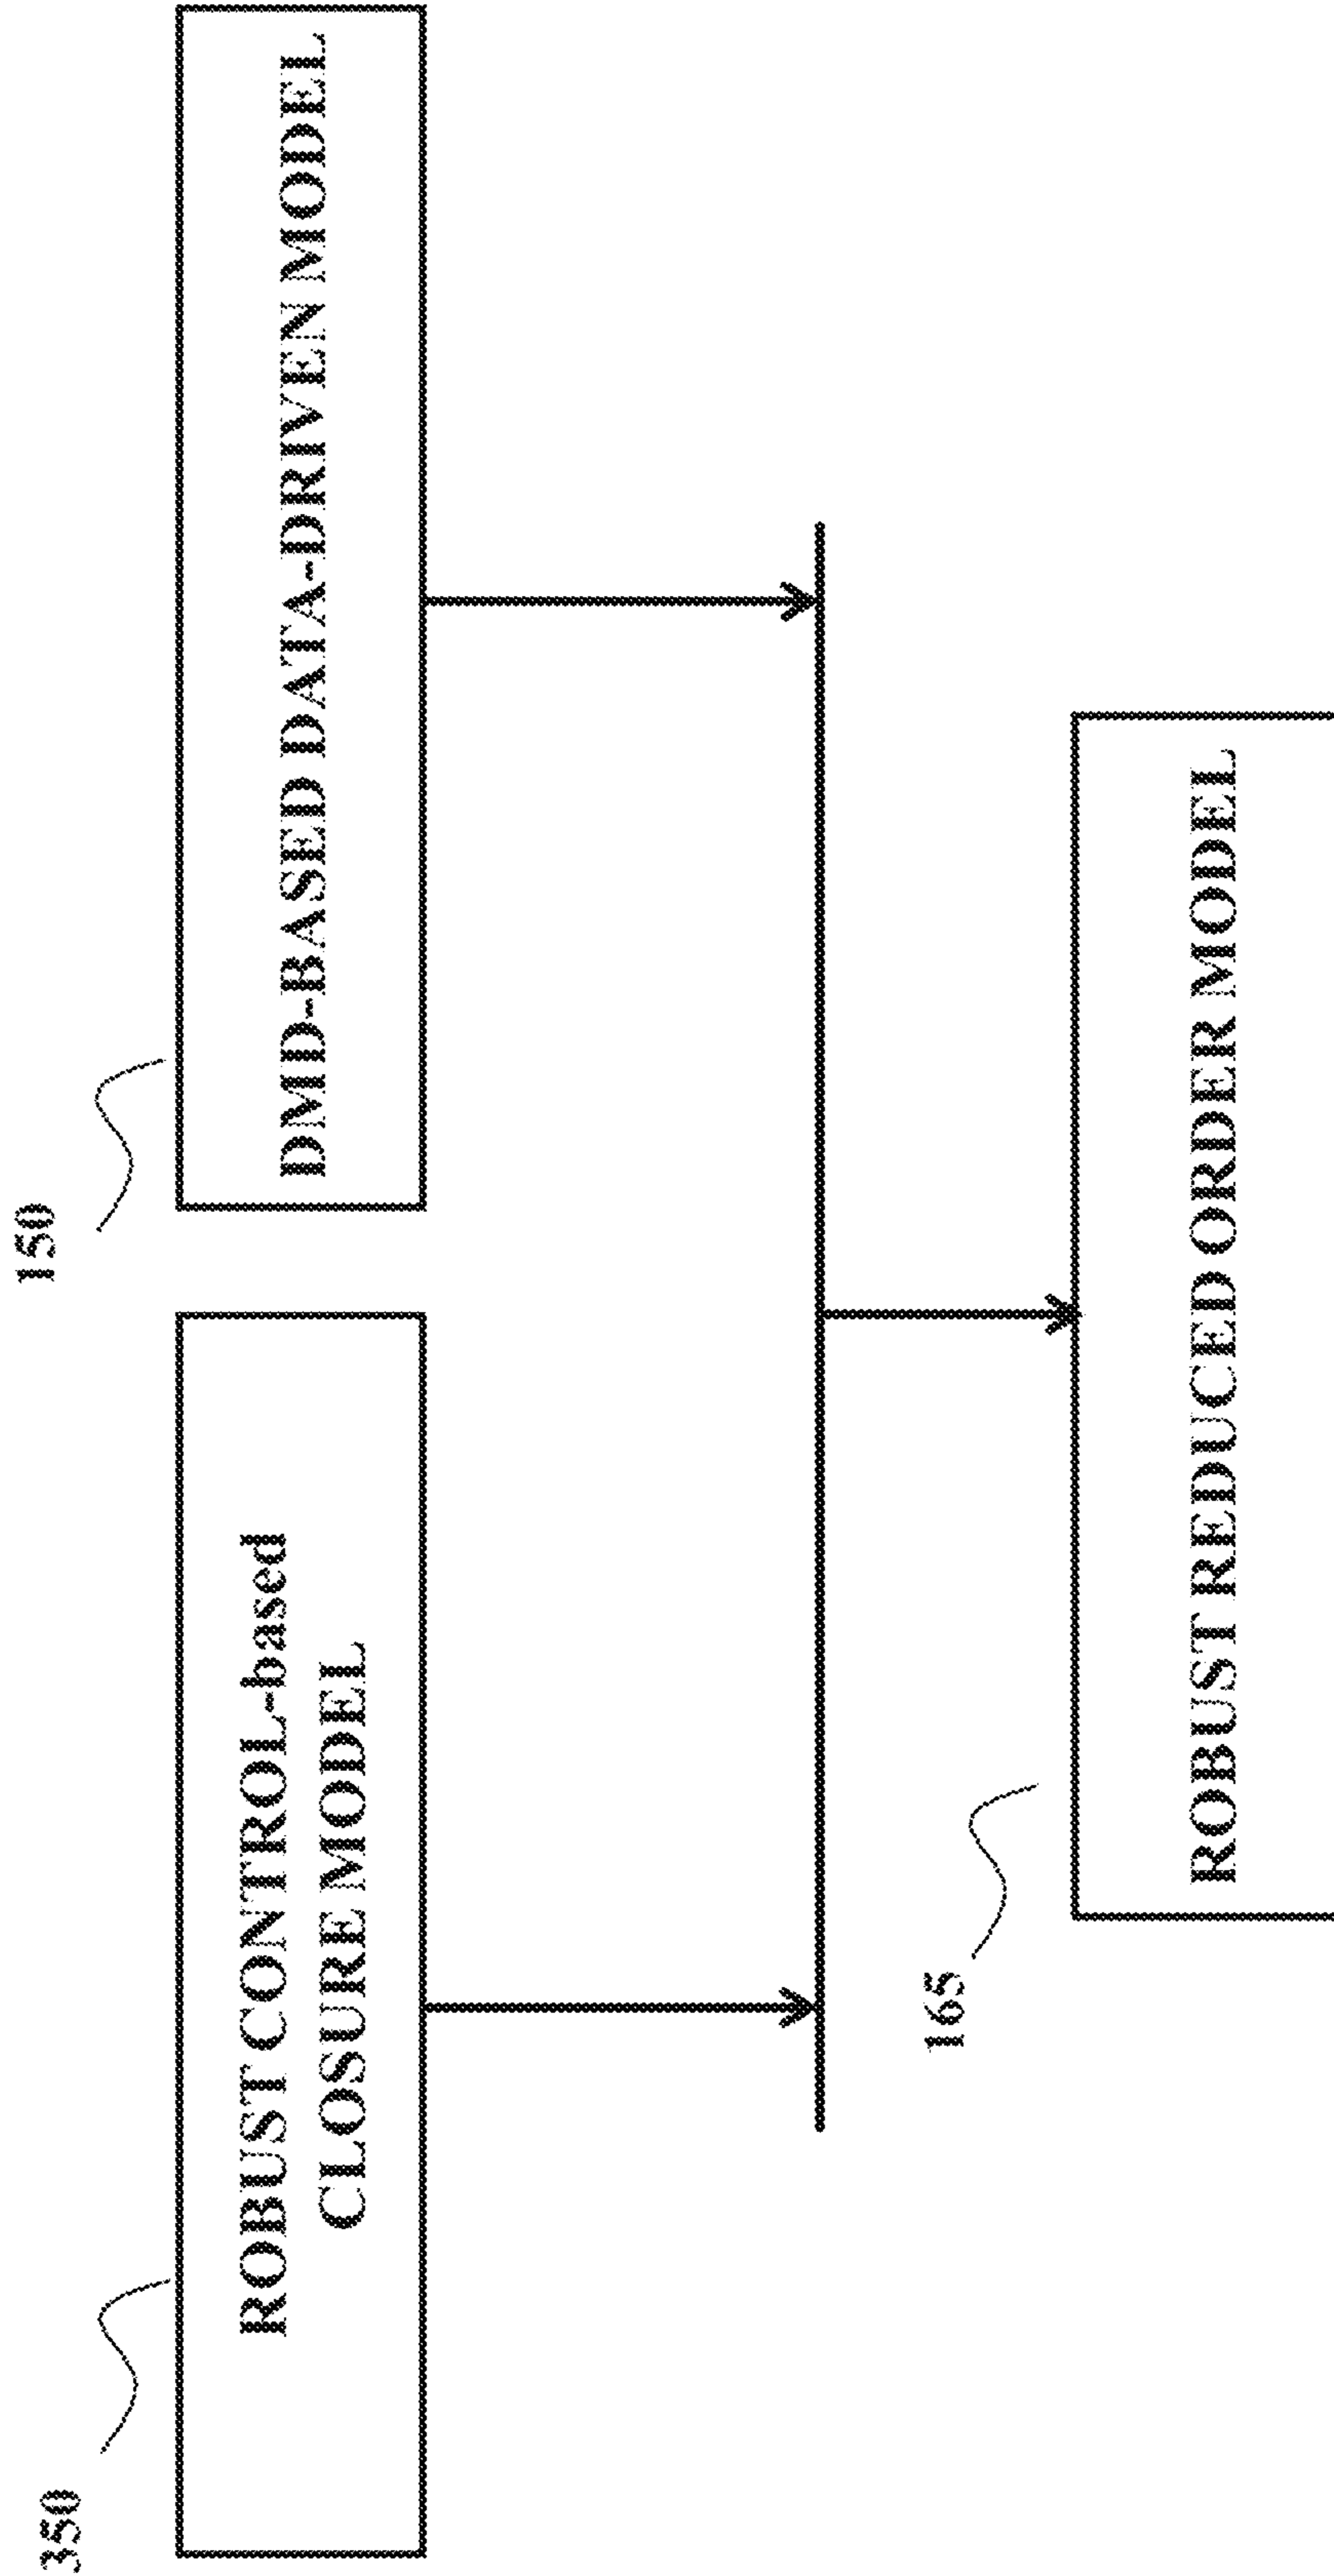 350
ROBUST CONTROL-based
CLOSURE MODEL
150
DMD-BASED DATA-DRIVEN MODEL
165
ROBUST REDUCED ORDER MODEL